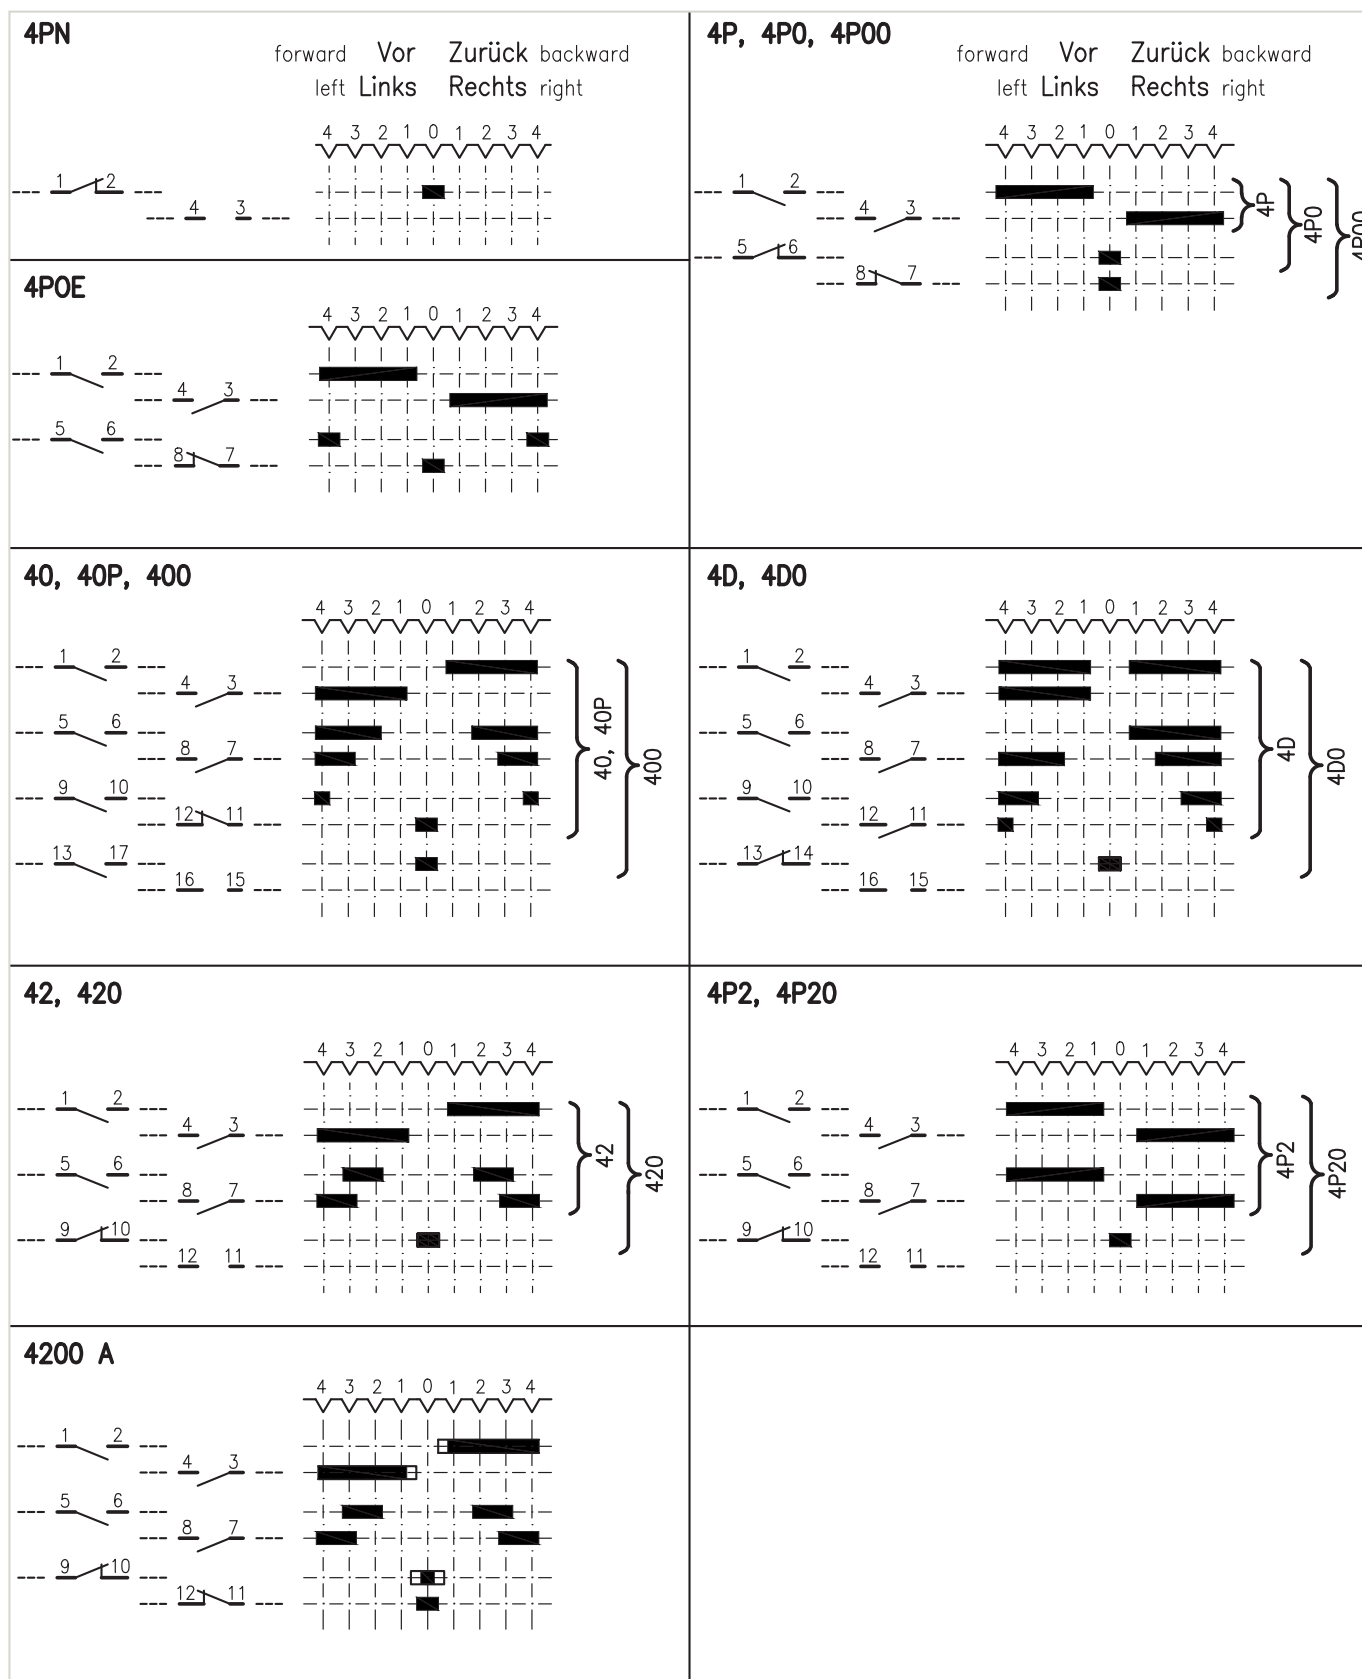 4PN
forward Vor Zurück backward
left Links Rechts right
4 3 2 1 0 1 2 3 4
1 2
4 3
4P, 4P0, 4P00
forward Vor Zurück backward
left Links Rechts right
4 3 2 1 0 1 2 3 4
1 2
4 3
5 6
8 7
4P
4P0
4P00
4P0E
4 3 2 1 0 1 2 3 4
1 2
4 3
5 6
8 7
40, 40P, 400
4 3 2 1 0 1 2 3 4
1 2
4 3
5 6
8 7
9 10
12 11
13 17
16 15
40, 40P
400
4D, 4D0
4 3 2 1 0 1 2 3 4
1 2
4 3
5 6
8 7
9 10
12 11
13 14
16 15
4D
4D0
42, 420
4 3 2 1 0 1 2 3 4
1 2
4 3
5 6
8 7
9 10
12 11
42
420
4P2, 4P20
4 3 2 1 0 1 2 3 4
1 2
4 3
5 6
8 7
9 10
12 11
4P2
4P20
4200 A
4 3 2 1 0 1 2 3 4
1 2
4 3
5 6
8 7
9 10
12 11